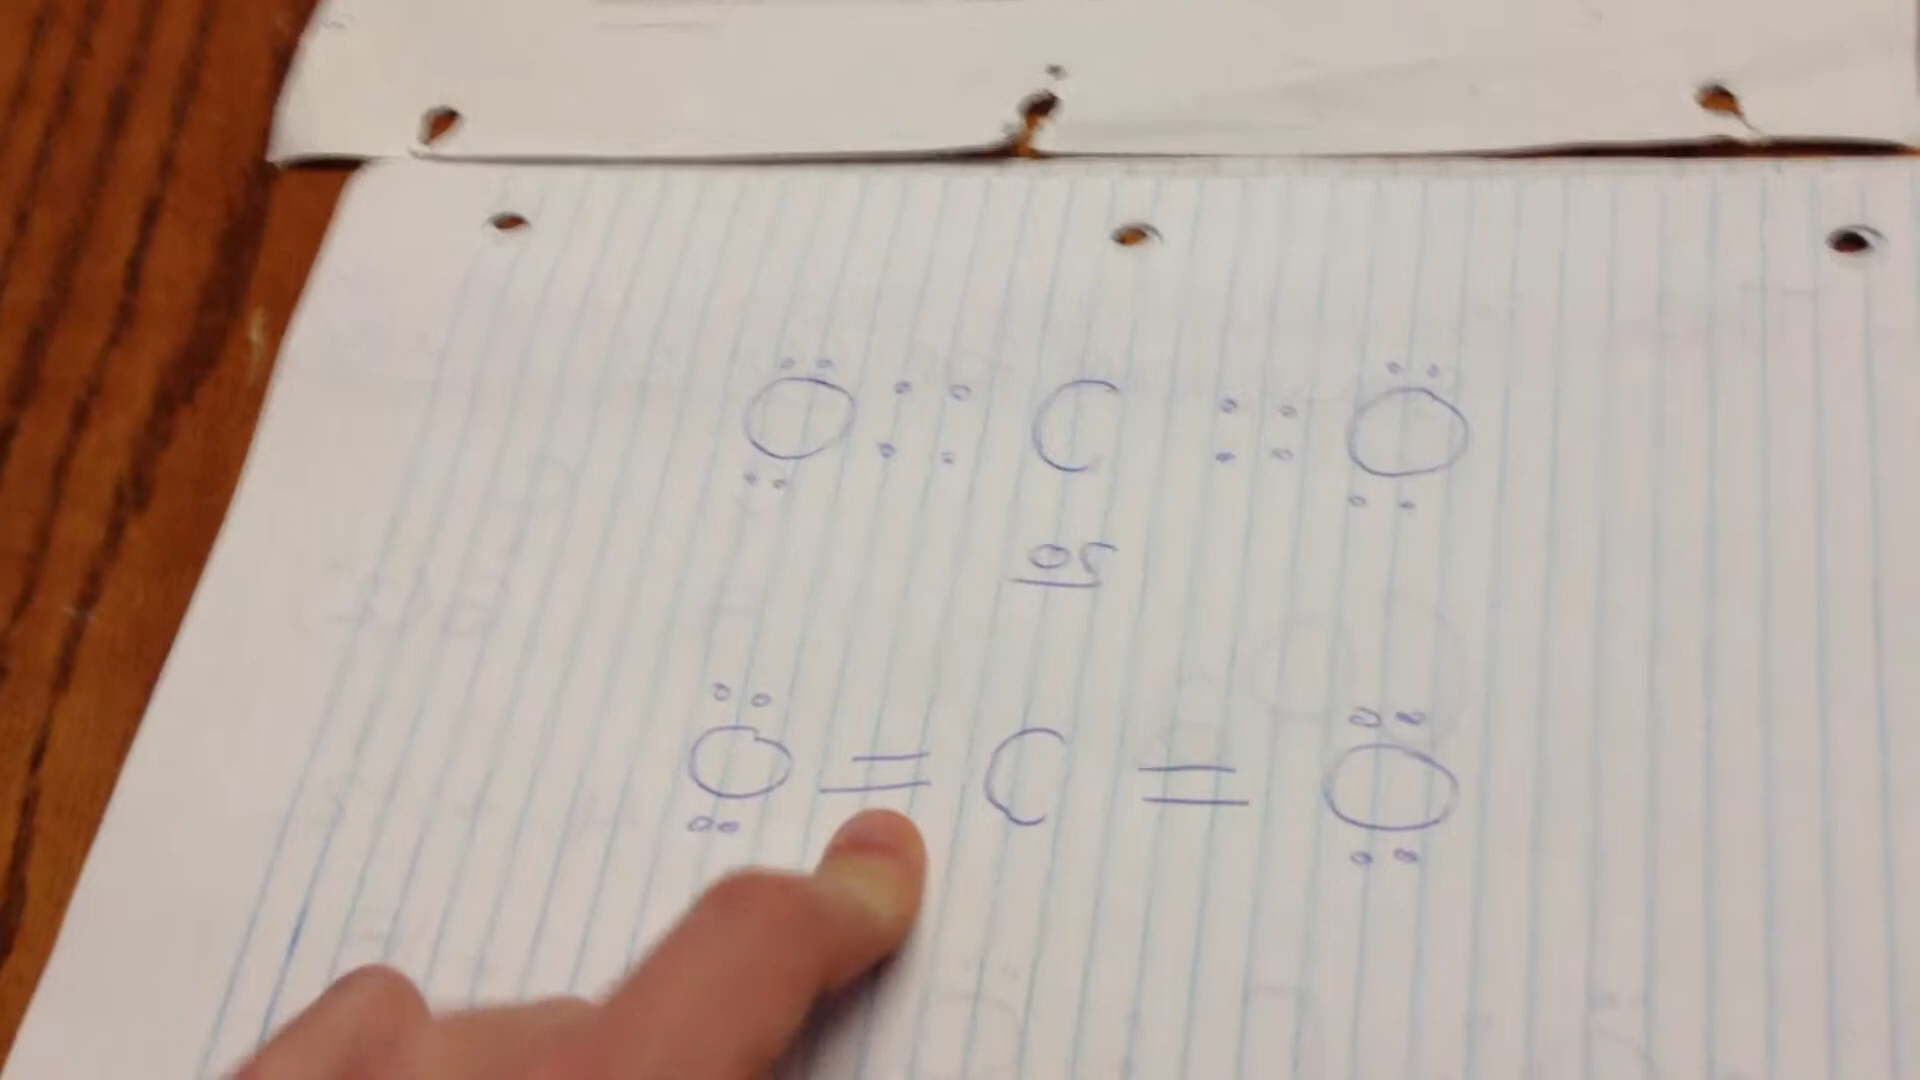 O :: C :: O
or
O = C = O